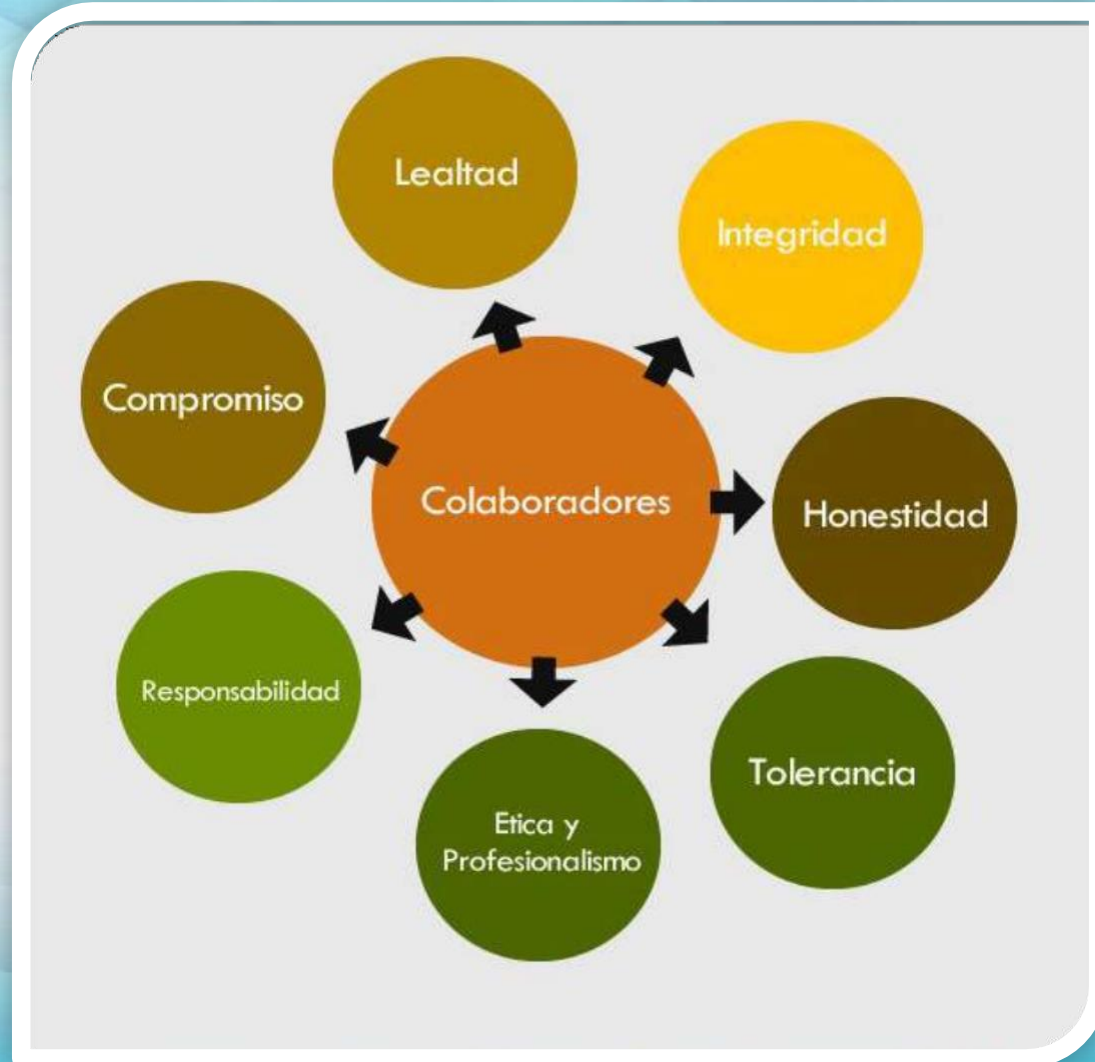 Lealtad
Integridad
Compromiso
Colaboradores
Honestidad
Responsabilidad
Tolerancia
Etica y
Profesionalismo